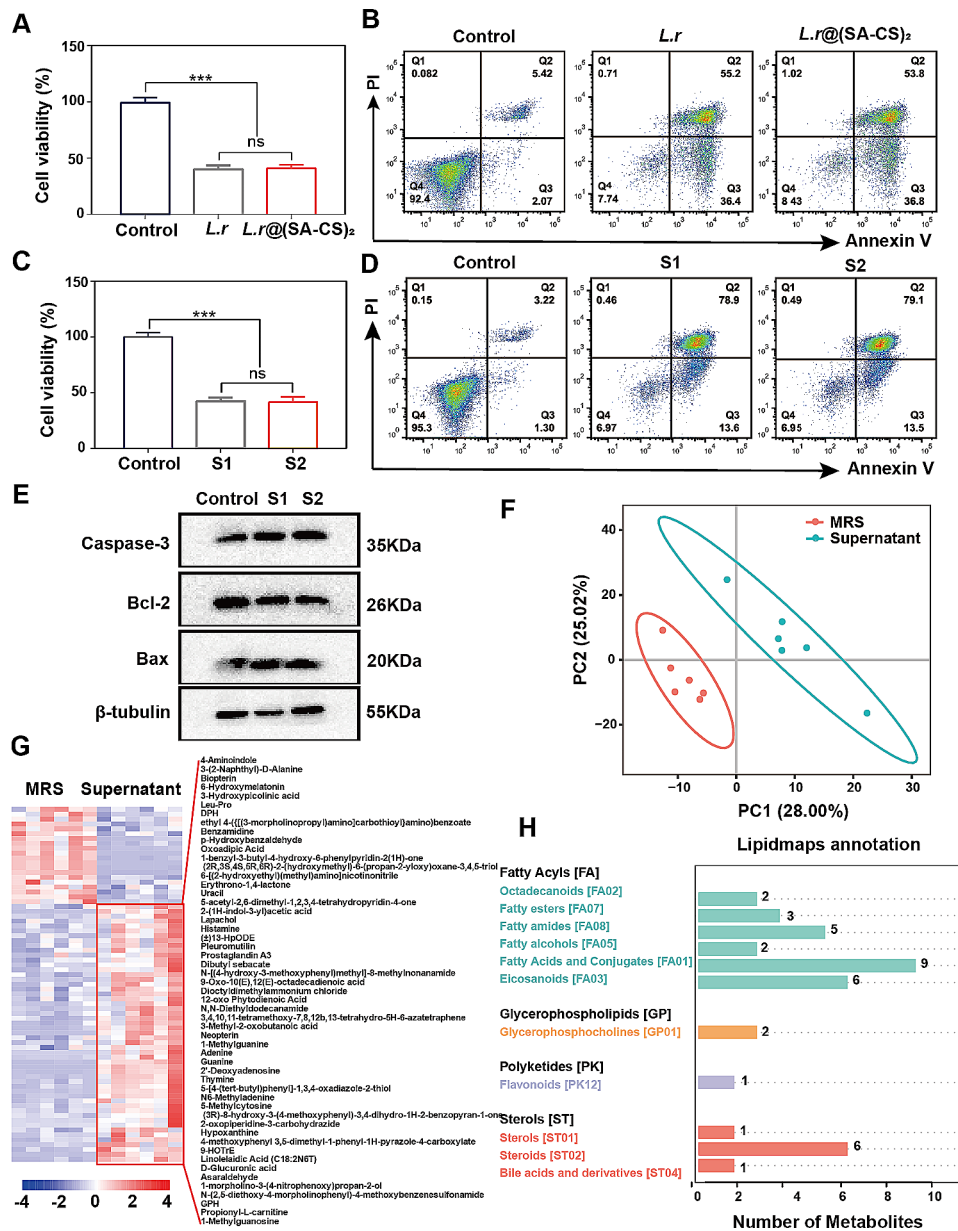 A
Cell viability (%)
150
100
50
0
***
ns
Control
L.r
L.r@(SA-CS)₂
B
Control
L.r
L.r@(SA-CS)₂
PI
Q1
0.082
Q2
5.42
Q4
92.4
Q3
2.07
Q1
0.71
Q2
55.2
Q4
7.74
Q3
36.4
Q1
1.02
Q2
53.8
Q4
8 43
Q3
36.8
Annexin V
C
Cell viability (%)
150
100
50
0
***
ns
Control
S1
S2
D
Control
S1
S2
PI
Q1
0.15
Q2
3.22
Q4
95.3
Q3
1.30
Q1
0.46
Q2
78.9
Q4
6.97
Q3
13.6
Q1
0.49
Q2
79.1
Q4
6.95
Q3
13.5
Annexin V
E
Control S1 S2
Caspase-3 35KDa
Bcl-2 26KDa
Bax 20KDa
β-tubulin 55KDa
F
MRS
Supernatant
PC2 (25.02%)
40
20
0
−20
−10 0 10 20 30
PC1 (28.00%)
G
MRS Supernatant
4-Aminoindole
3-(2-Naphthyl)-D-Alanine
Biopterin
6-Hydroxymelatonin
3-Hydroxypicolinic acid
Leu-Pro
DPH
ethyl 4-({[(3-morpholinopropyl)amino]carbothioyl}amino)benzoate
Benzamidine
p-Hydroxybenzaldehyde
Oxoadipic Acid
1-benzyl-3-butyl-4-hydroxy-6-phenylpyridin-2(1H)-one
(2R,3S,4S,5R,6R)-2-(hydroxymethyl)-6-(propan-2-yloxy)oxane-3,4,5-triol
6-[(2-hydroxyethyl)(methyl)amino]nicotinonitrile
Erythrono-1,4-lactone
Uracil
5-acetyl-2,6-dimethyl-1,2,3,4-tetrahydropyridin-4-one
2-(1H-indol-3-yl)acetic acid
Lapachol
Histamine
(±)13-HpODE
Pleuromutilin
Prostaglandin A3
Dibutyl sebacate
N-[(4-hydroxy-3-methoxyphenyl)methyl]-8-methylnonanamide
9-Oxo-10(E),12(E)-octadecadienoic acid
Dioctyldimethylammonium chloride
12-oxo Phytodienoic Acid
N,N-Diethyldodecanamide
3,4,10,11-tetramethoxy-7,8,12b,13-tetrahydro-5H-6-azatetraphene
3-Methyl-2-oxobutanoic acid
Neopterin
1-Methylguanine
Adenine
Guanine
2'-Deoxyadenosine
Thymine
5-[4-(tert-butyl)phenyl]-1,3,4-oxadiazole-2-thiol
N6-Methyladenine
5-Methylcytosine
(3R)-8-hydroxy-3-(4-methoxyphenyl)-3,4-dihydro-1H-2-benzopyran-1-one
2-oxopiperidine-3-carbohydrazide
Hypoxanthine
4-methoxyphenyl 3,5-dimethyl-1-phenyl-1H-pyrazole-4-carboxylate
9-HOTrE
Linolelaidic Acid (C18:2N6T)
D-Glucuronic acid
Asaraldehyde
1-morpholino-3-(4-nitrophenoxy)propan-2-ol
N-(2,5-diethoxy-4-morpholinophenyl)-4-methoxybenzenesulfonamide
GPH
Propionyl-L-carnitine
1-Methylguanosine
-4 -2 0 2 4
H
Lipidmaps annotation
Fatty Acyls [FA]
Octadecanoids [FA02] 2
Fatty esters [FA07] 3
Fatty amides [FA08] 5
Fatty alcohols [FA05] 2
Fatty Acids and Conjugates [FA01] 9
Eicosanoids [FA03] 6
Glycerophospholipids [GP]
Glycerophosphocholines [GP01] 2
Polyketides [PK]
Flavonoids [PK12] 1
Sterols [ST]
Sterols [ST01] 1
Steroids [ST02] 6
Bile acids and derivatives [ST04] 1
0 2 4 6 8 10
Number of Metabolites